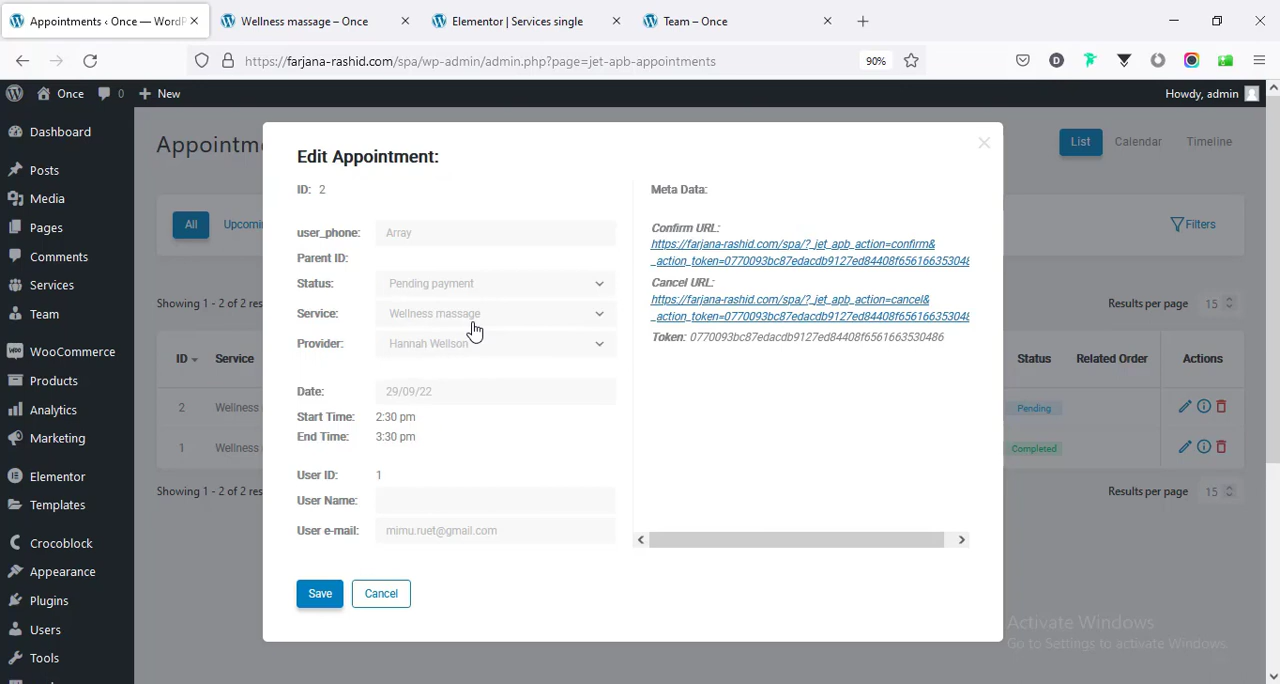 Appointments ‹ Once — WordP
Wellness massage – Once
Elementor | Services single
Team – Once
https://farjana-rashid.com/spa/wp-admin/admin.php?page=jet-apb-appointments
90%
Once
0
New
Howdy, admin
Dashboard
Posts
Media
Pages
Comments
Services
Team
WooCommerce
Products
Analytics
Marketing
Elementor
Templates
Crocoblock
Appearance
Plugins
Users
Tools
Appointm
List
Calendar
Timeline
All
Upcomin
Filters
Showing 1 - 2 of 2 res
Results per page
15
ID
Service
Status
Related Order
Actions
2
Wellness
Pending
1
Wellness
Completed
Showing 1 - 2 of 2 res
Results per page
15
Edit Appointment:
ID: 2
user_phone: Array
Parent ID:
Status: Pending payment
Service: Wellness massage
Provider: Hannah Wellson
Date: 29/09/22
Start Time: 2:30 pm
End Time: 3:30 pm
User ID: 1
User Name:
User e-mail: mimu.ruet@gmail.com
Save
Cancel
Meta Data:
Confirm URL:
https://farjana-rashid.com/spa/?_jet_apb_action=confirm&
_action_token=0770093bc87edacdb9127ed84408f656166353048
Cancel URL:
https://farjana-rashid.com/spa/?_jet_apb_action=cancel&
_action_token=0770093bc87edacdb9127ed84408f656166353048
Token: 0770093bc87edacdb9127ed84408f6561663530486
Activate Windows
Go to Settings to activate Windows.